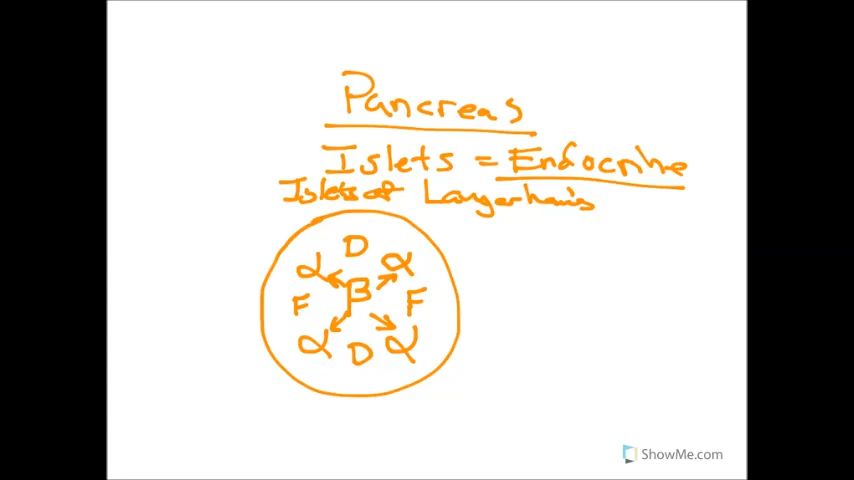 Pancreas
Islets = Endocrine
Islets of Langerhans
D
α α
F β F
α D α
ShowMe.com